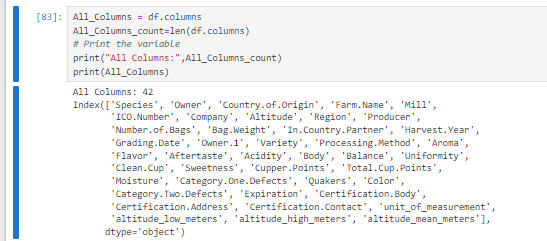 [83]: All_Columns = df.columns
All_Columns_count=len(df.columns)
# Print the variable
print("All Columns:",All_Columns_count)
print(All_Columns)
All Columns: 42
Index(['Species', 'Owner', 'Country.of.Origin', 'Farm.Name', 'Mill',
'ICO.Number', 'Company', 'Altitude', 'Region', 'Producer',
'Number.of.Bags', 'Bag.Weight', 'In.Country.Partner', 'Harvest.Year',
'Grading.Date', 'Owner.1', 'Variety', 'Processing.Method', 'Aroma',
'Flavor', 'Aftertaste', 'Acidity', 'Body', 'Balance', 'Uniformity',
'Clean.Cup', 'Sweetness', 'Cupper.Points', 'Total.Cup.Points',
'Moisture', 'Category.One.Defects', 'Quakers', 'Color',
'Category.Two.Defects', 'Expiration', 'Certification.Body',
'Certification.Address', 'Certification.Contact', 'unit_of_measurement',
'altitude_low_meters', 'altitude_high_meters', 'altitude_mean_meters'],
dtype='object')